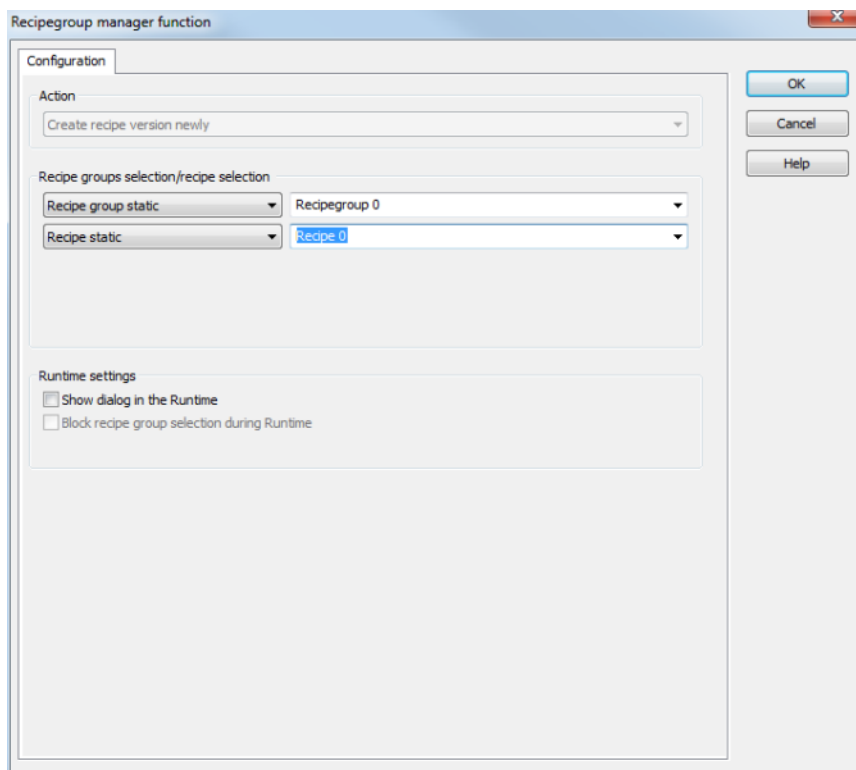 Recipegroup manager function
Configuration
Action
Create recipe version newly
Recipe groups selection/recipe selection
Recipe group static
Recipegroup 0
Recipe static
Recipe 0
Runtime settings
Show dialog in the Runtime
Block recipe group selection during Runtime
OK
Cancel
Help